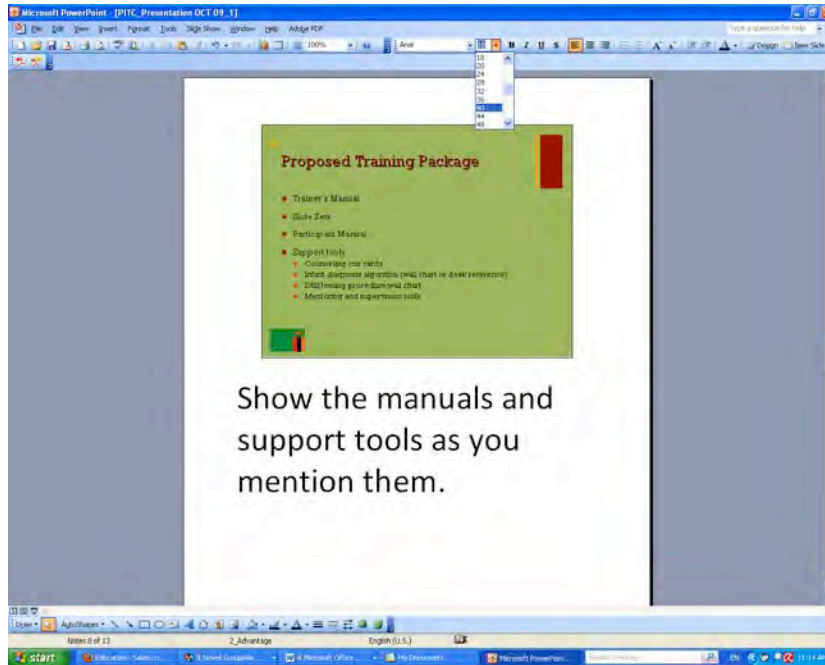 Microsoft PowerPoint - [PITC_Presentation OCT 09_1]
File Edit View Insert Format Tools Slide Show Window Help Adobe PDF
Type a question for help
100%
Arial
B I U S
Design
New Slide
18
20
24
28
32
36
40
44
48
Proposed Training Package
Trainer's Manual
Slide Sets
Participant Manual
Support tools
Counseling cue cards
Infant diagnosis algorithm (wall chart or desk reference)
DBS testing procedure wall chart
Mentoring and supervision tools
Show the manuals and
support tools as you
mention them.
Draw AutoShapes
Notes 8 of 13
2_Advantage
English (U.S.)
start
My Documents
Microsoft PowerPoin...
EN